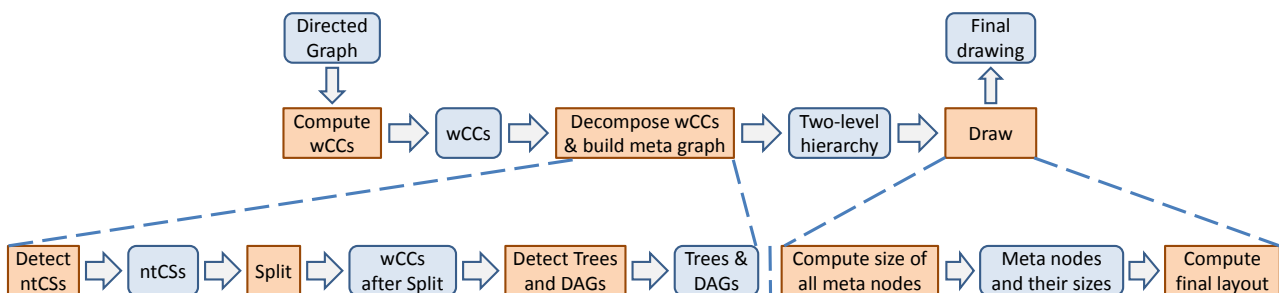 Directed
Graph
Final
drawing
Compute
wCCs
wCCs
Decompose wCCs
& build meta graph
Two-level
hierarchy
Draw
Detect
ntCSs
ntCSs
Split
wCCs
after Split
Detect Trees
and DAGs
Trees &
DAGs
Compute size of
all meta nodes
Meta nodes
and their sizes
Compute
final layout